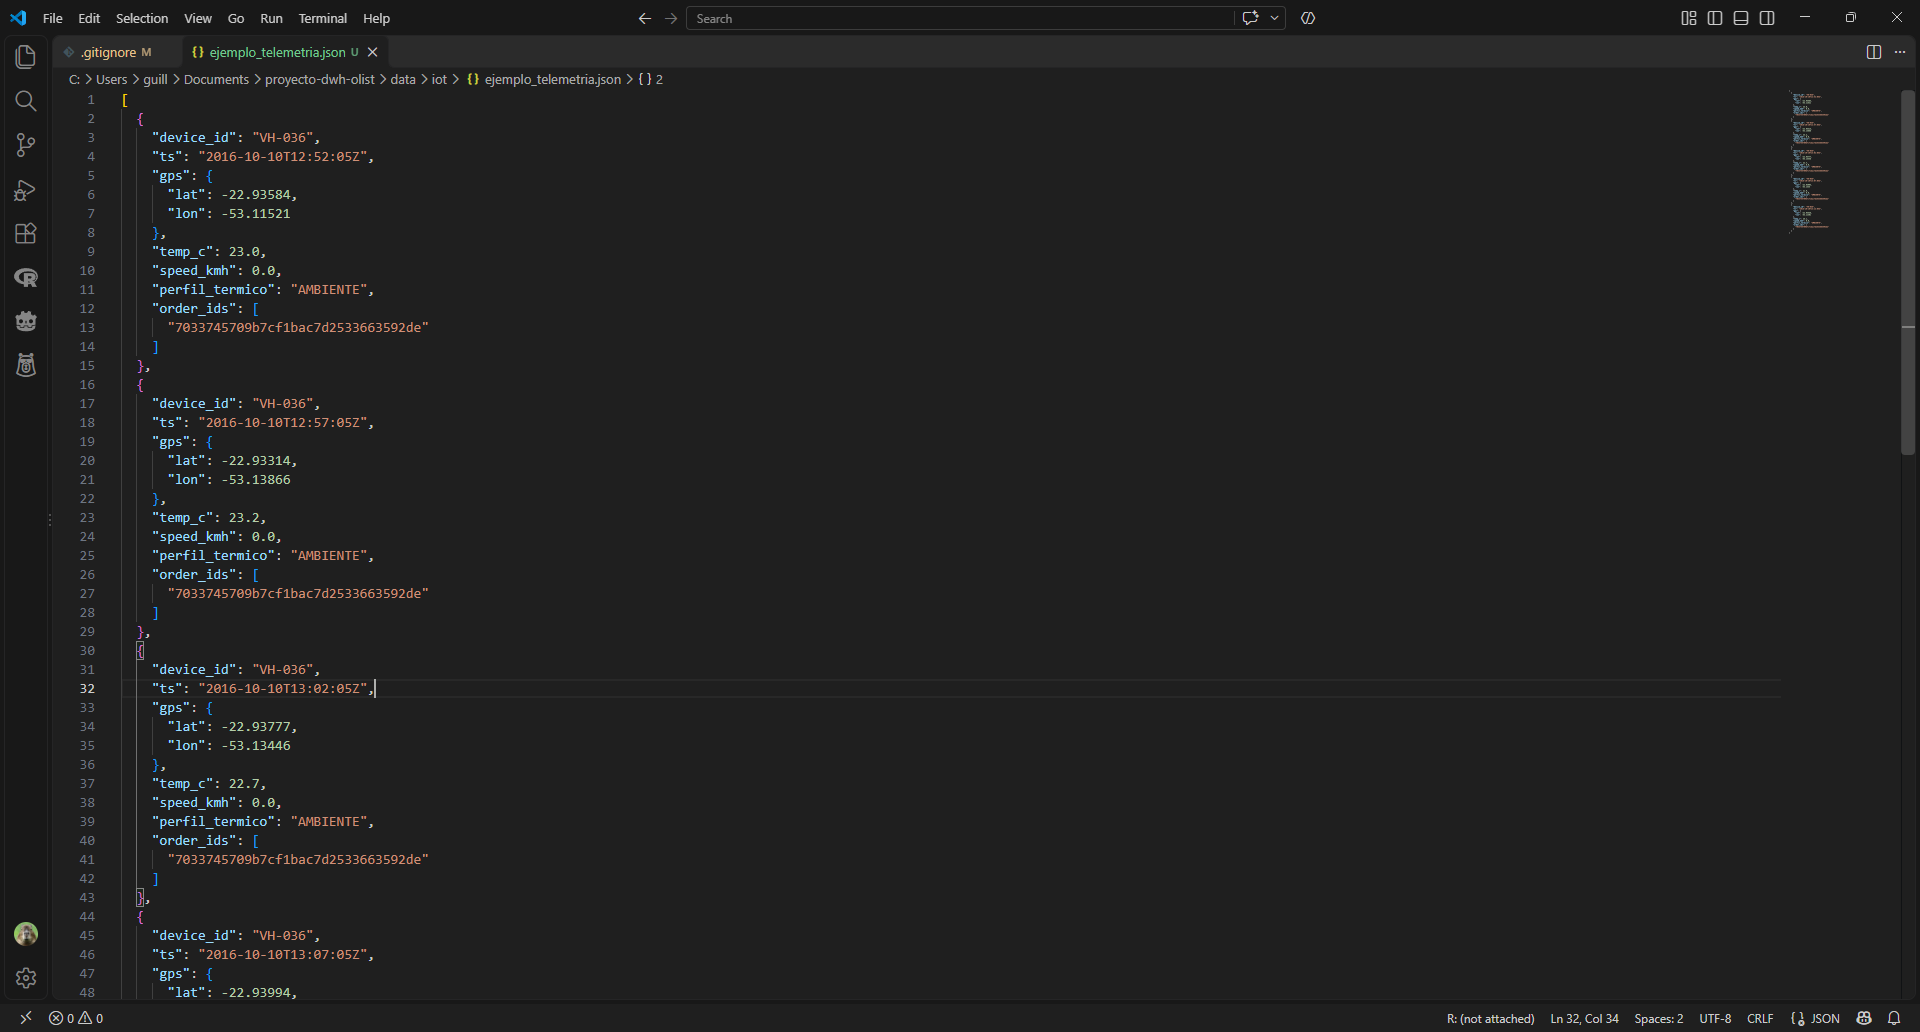 File Edit Selection View Go Run Terminal Help
Search
.gitignore M
{} ejemplo_telemetria.json U
C: > Users > guill > Documents > proyecto-dwh-olist > data > iot > {} ejemplo_telemetria.json > { } 2
1 [
2 {
3 "device_id": "VH-036",
4 "ts": "2016-10-10T12:52:05Z",
5 "gps": {
6 "lat": -22.93584,
7 "lon": -53.11521
8 },
9 "temp_c": 23.0,
10 "speed_kmh": 0.0,
11 "perfil_termico": "AMBIENTE",
12 "order_ids": [
13 "7033745709b7cf1bac7d2533663592de"
14 ]
15 },
16 {
17 "device_id": "VH-036",
18 "ts": "2016-10-10T12:57:05Z",
19 "gps": {
20 "lat": -22.93314,
21 "lon": -53.13866
22 },
23 "temp_c": 23.2,
24 "speed_kmh": 0.0,
25 "perfil_termico": "AMBIENTE",
26 "order_ids": [
27 "7033745709b7cf1bac7d2533663592de"
28 ]
29 },
30 {
31 "device_id": "VH-036",
32 "ts": "2016-10-10T13:02:05Z",
33 "gps": {
34 "lat": -22.93777,
35 "lon": -53.13446
36 },
37 "temp_c": 22.7,
38 "speed_kmh": 0.0,
39 "perfil_termico": "AMBIENTE",
40 "order_ids": [
41 "7033745709b7cf1bac7d2533663592de"
42 ]
43 },
44 {
45 "device_id": "VH-036",
46 "ts": "2016-10-10T13:07:05Z",
47 "gps": {
48 "lat": -22.93994,
0 0
R: (not attached) Ln 32, Col 34 Spaces: 2 UTF-8 CRLF {} JSON